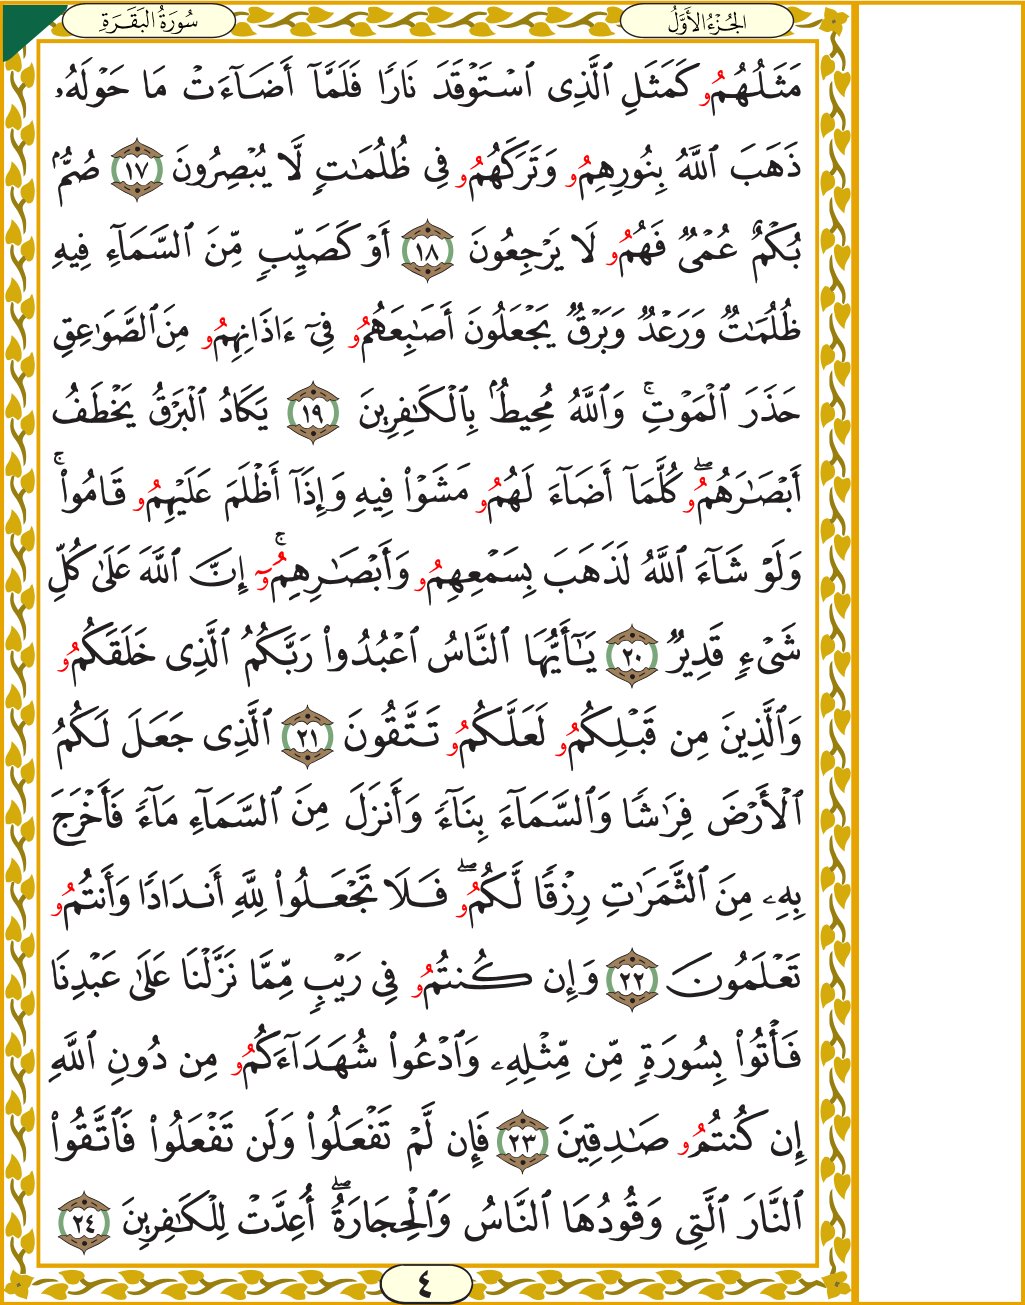 الجُزْءُ الأَوَّلُ
سُورَةُ البَقَرَةِ
مَثَلُهُمُۥ كَمَثَلِ ٱلَّذِى ٱسْتَوْقَدَ نَارًا فَلَمَّآ أَضَآءَتْ مَا حَوْلَهُۥ
ذَهَبَ ٱللَّهُ بِنُورِهِمُۥ وَتَرَكَهُمُۥ فِى ظُلُمَٰتٍ لَّا يُبْصِرُونَ ١٧ صُمٌّۢ
بُكْمٌ عُمْىٌ فَهُمُۥ لَا يَرْجِعُونَ ١٨ أَوْ كَصَيِّبٍ مِّنَ ٱلسَّمَآءِ فِيهِ
ظُلُمَٰتٌ وَرَعْدٌ وَبَرْقٌ يَجْعَلُونَ أَصَٰبِعَهُمُۥ فِىٓ ءَاذَانِهِمُۥ مِنَ ٱلصَّوَٰعِقِ
حَذَرَ ٱلْمَوْتِ ۚ وَٱللَّهُ مُحِيطٌۢ بِٱلْكَٰفِرِينَ ١٩ يَكَادُ ٱلْبَرْقُ يَخْطَفُ
أَبْصَٰرَهُمُۥ ۖ كُلَّمَآ أَضَآءَ لَهُمُۥ مَشَوْا۟ فِيهِ وَإِذَآ أَظْلَمَ عَلَيْهِمُۥ قَامُوا۟ ۚ
وَلَوْ شَآءَ ٱللَّهُ لَذَهَبَ بِسَمْعِهِمُۥ وَأَبْصَٰرِهِمُۥٓ ۚ إِنَّ ٱللَّهَ عَلَىٰ كُلِّ
شَىْءٍ قَدِيرٌ ٢٠ يَٰٓأَيُّهَا ٱلنَّاسُ ٱعْبُدُوا۟ رَبَّكُمُ ٱلَّذِى خَلَقَكُمُۥ
وَٱلَّذِينَ مِن قَبْلِكُمُۥ لَعَلَّكُمُۥ تَتَّقُونَ ٢١ ٱلَّذِى جَعَلَ لَكُمُ
ٱلْأَرْضَ فِرَٰشًا وَٱلسَّمَآءَ بِنَآءً وَأَنزَلَ مِنَ ٱلسَّمَآءِ مَآءً فَأَخْرَجَ
بِهِۦ مِنَ ٱلثَّمَرَٰتِ رِزْقًا لَّكُمُۥ ۖ فَلَا تَجْعَلُوا۟ لِلَّهِ أَندَادًا وَأَنتُمُۥ
تَعْلَمُونَ ٢٢ وَإِن كُنتُمُۥ فِى رَيْبٍ مِّمَّا نَزَّلْنَا عَلَىٰ عَبْدِنَا
فَأْتُوا۟ بِسُورَةٍ مِّن مِّثْلِهِۦ وَٱدْعُوا۟ شُهَدَآءَكُمُۥ مِن دُونِ ٱللَّهِ
إِن كُنتُمُۥ صَٰدِقِينَ ٢٣ فَإِن لَّمْ تَفْعَلُوا۟ وَلَن تَفْعَلُوا۟ فَٱتَّقُوا۟
ٱلنَّارَ ٱلَّتِى وَقُودُهَا ٱلنَّاسُ وَٱلْحِجَارَةُ ۖ أُعِدَّتْ لِلْكَٰفِرِينَ ٢٤
٤